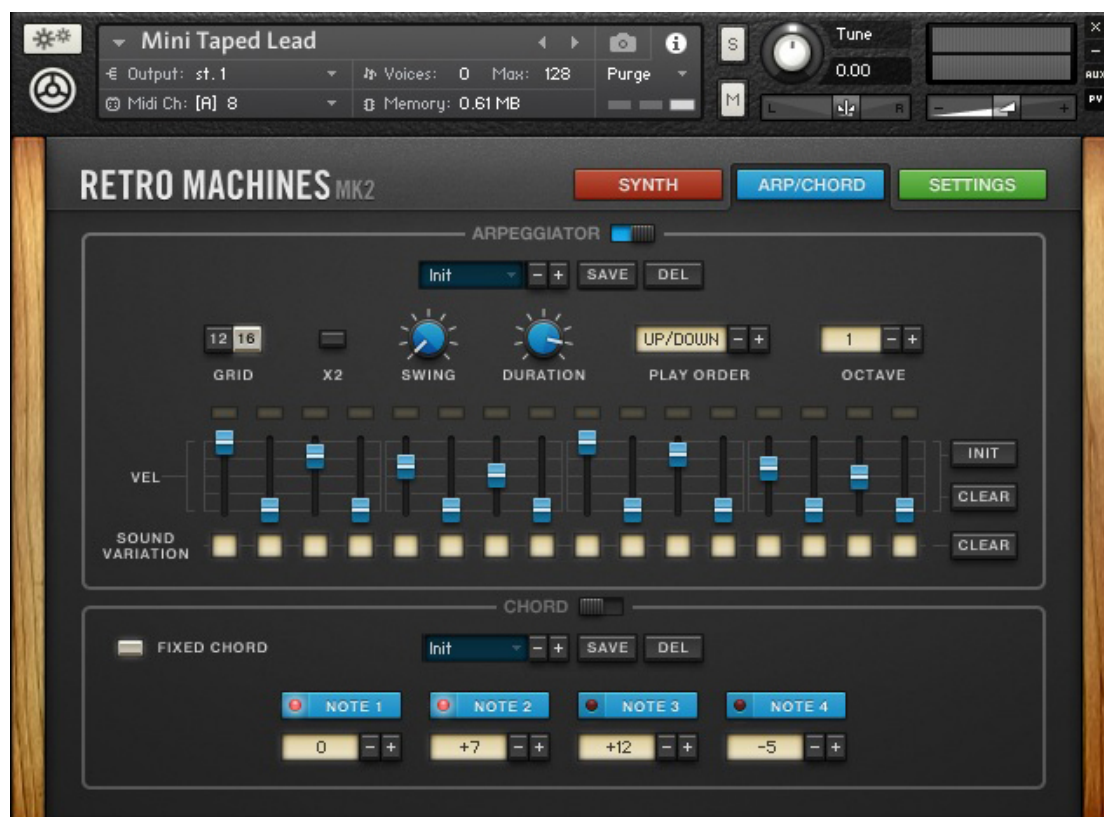 Mini Taped Lead
Output: st. 1
Voices: 0 Max: 128
Purge
Midi Ch: [A] 8
Memory: 0.61 MB
S
M
Tune
0.00
L R
- +
×
-
AUX
PV
RETRO MACHINES MK2
SYNTH ARP/CHORD SETTINGS
ARPEGGIATOR
Init - + SAVE DEL
12 16 UP/DOWN - + 1 - +
GRID X2 SWING DURATION PLAY ORDER OCTAVE
VEL
INIT
CLEAR
SOUND
VARIATION
CLEAR
CHORD
FIXED CHORD Init - + SAVE DEL
NOTE 1 NOTE 2 NOTE 3 NOTE 4
0 - + +7 - + +12 - + -5 - +